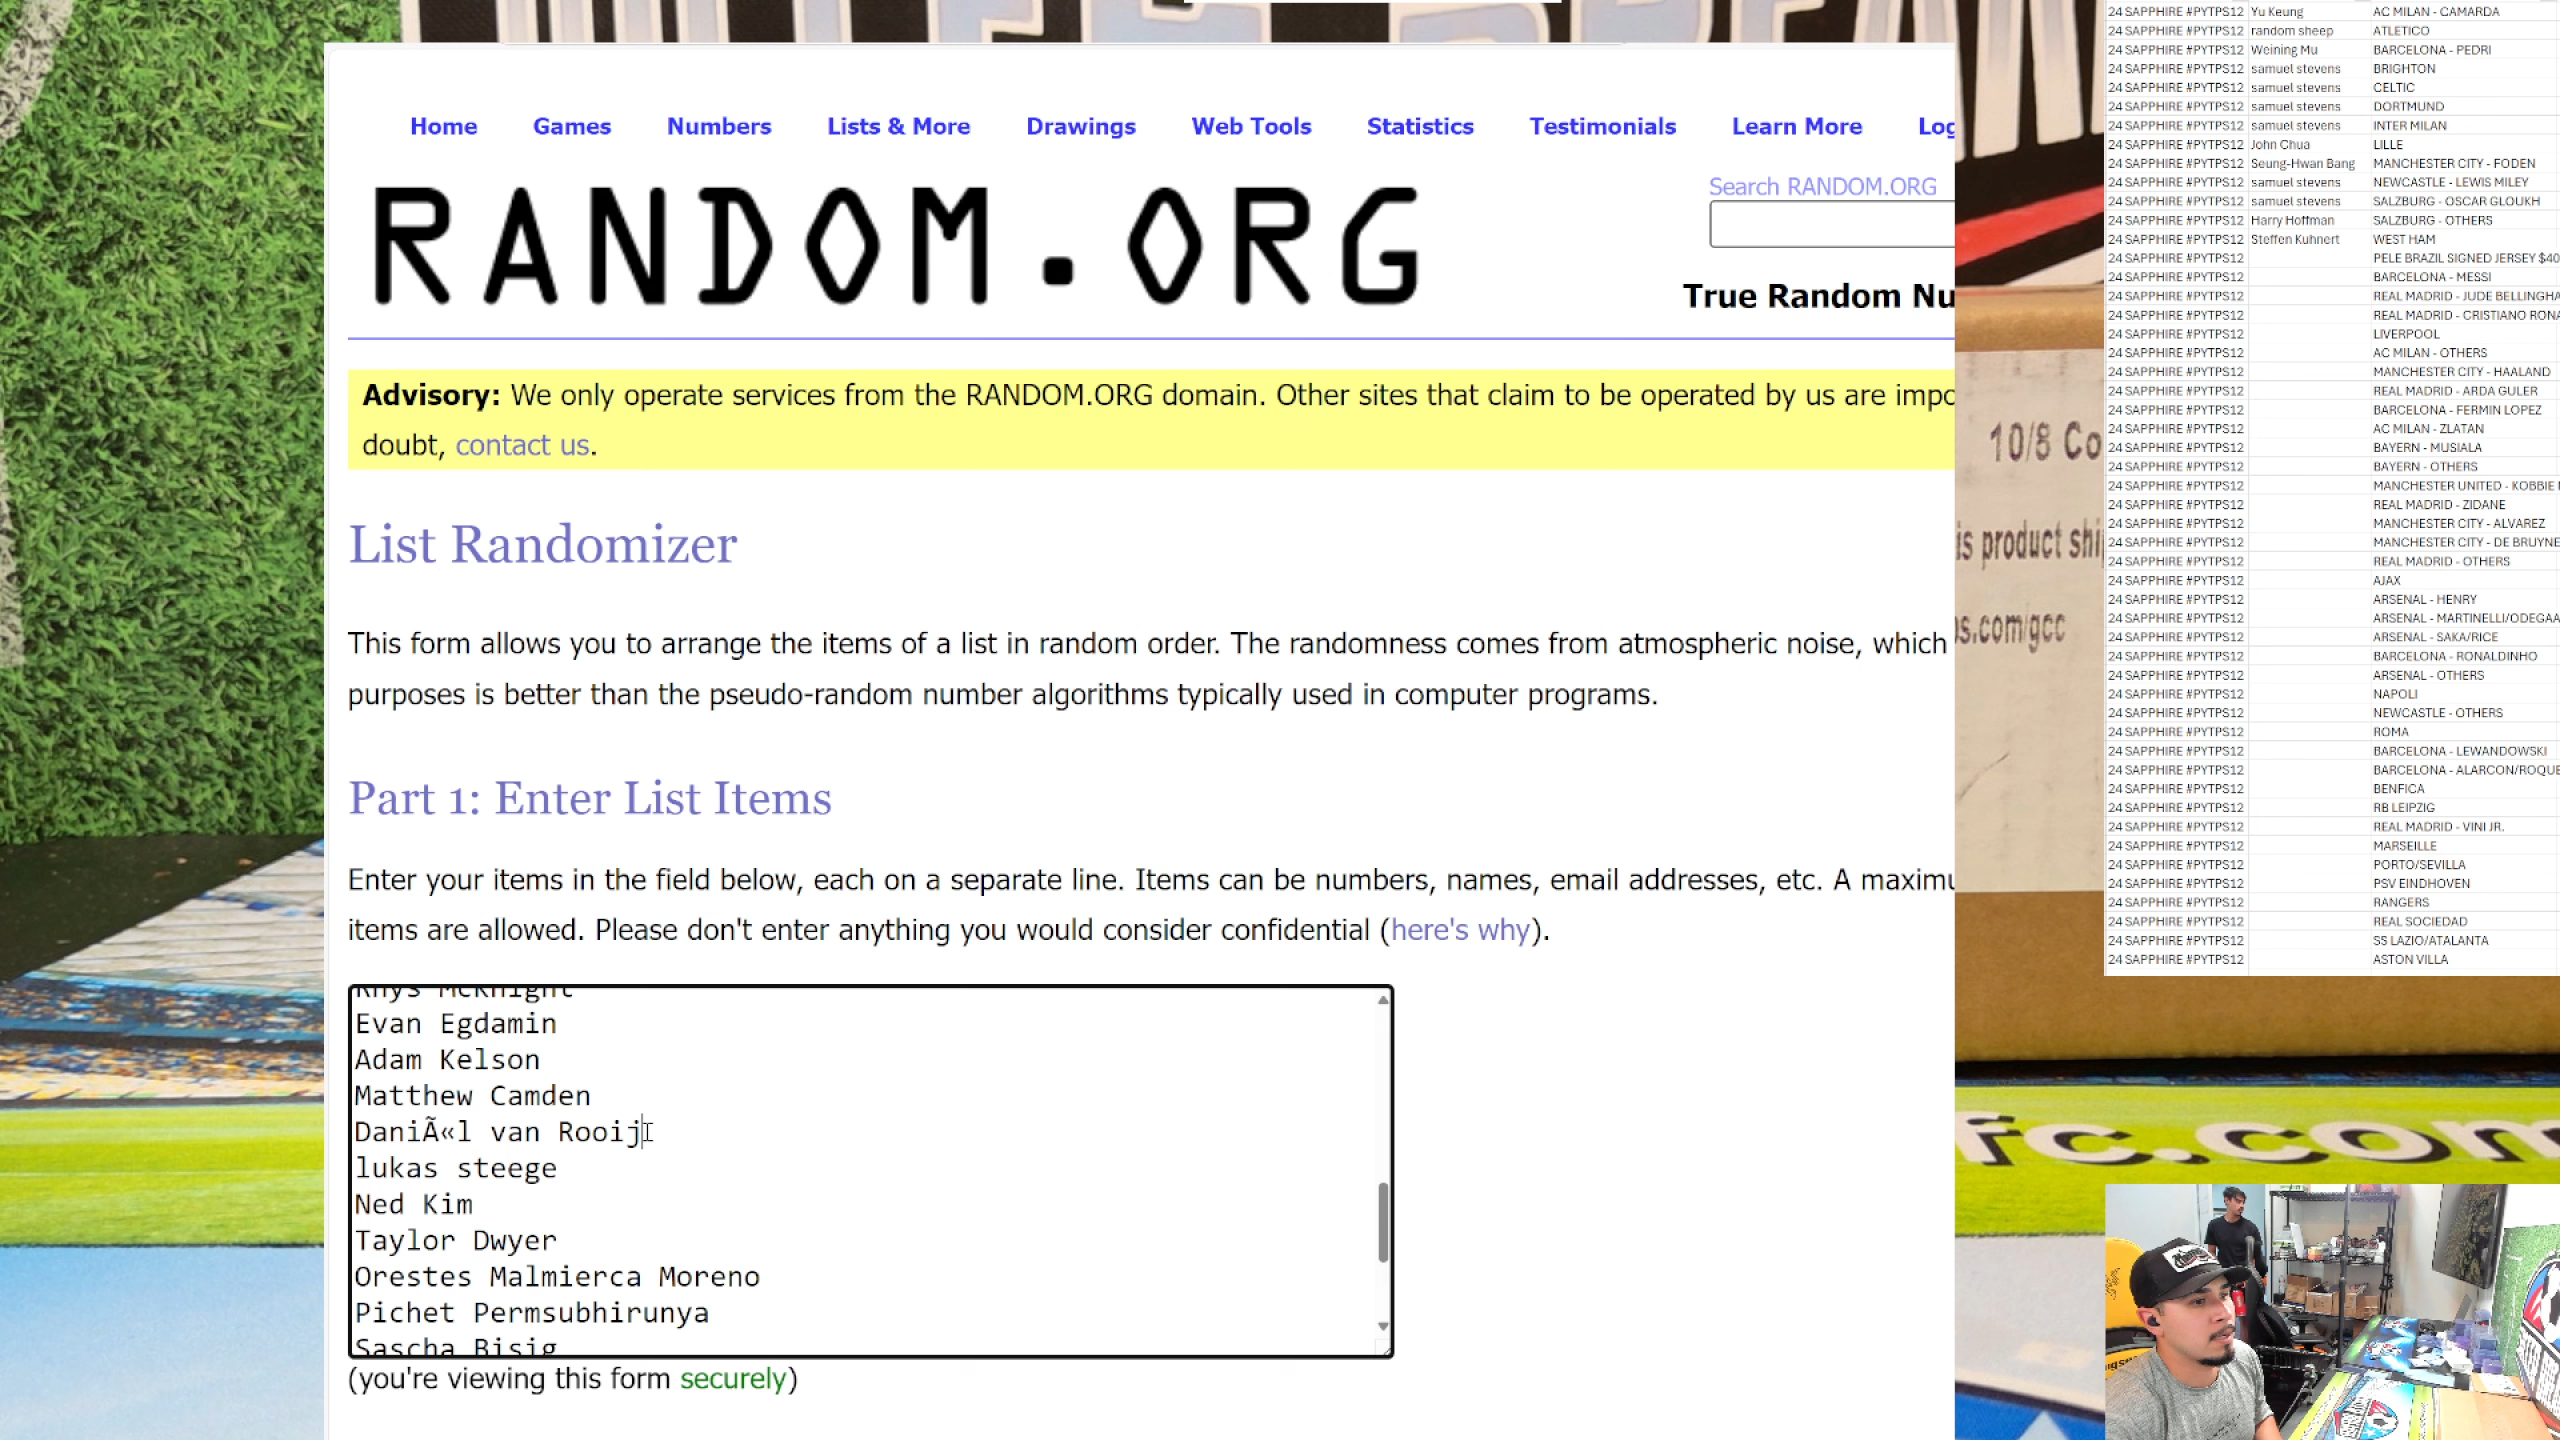 Home Games Numbers Lists & More Drawings Web Tools Statistics Testimonials Learn More
RANDOM.ORG
Search RANDOM.ORG
True Random
Advisory: We only operate services from the RANDOM.ORG domain. Other sites that claim to be operated by us are
doubt, contact us.
List Randomizer
This form allows you to arrange the items of a list in random order. The randomness comes from atmospheric noise, which
purposes is better than the pseudo-random number algorithms typically used in computer programs.
Part 1: Enter List Items
Enter your items in the field below, each on a separate line. Items can be numbers, names, email addresses, etc. A
items are allowed. Please don't enter anything you would consider confidential (here's why).
Rhys McKnight
Evan Egdamin
Adam Kelson
Matthew Camden
DaniÃ«l van Rooij
lukas steege
Ned Kim
Taylor Dwyer
Orestes Malmierca Moreno
Pichet Permsubhirunya
Sascha Bisig
(you're viewing this form securely)
24 SAPPHIRE #PYTPS12 Yu Keung AC MILAN - CAMARDA
24 SAPPHIRE #PYTPS12 random sheep ATLETICO
24 SAPPHIRE #PYTPS12 Weining Mu BARCELONA - PEDRI
24 SAPPHIRE #PYTPS12 samuel stevens BRIGHTON
24 SAPPHIRE #PYTPS12 samuel stevens CELTIC
24 SAPPHIRE #PYTPS12 samuel stevens DORTMUND
24 SAPPHIRE #PYTPS12 samuel stevens INTER MILAN
24 SAPPHIRE #PYTPS12 John Chua LILLE
24 SAPPHIRE #PYTPS12 Seung-Hwan Bang MANCHESTER CITY - FODEN
24 SAPPHIRE #PYTPS12 samuel stevens NEWCASTLE - LEWIS MILEY
24 SAPPHIRE #PYTPS12 samuel stevens SALZBURG - OSCAR GLOUKH
24 SAPPHIRE #PYTPS12 Harry Hoffman SALZBURG - OTHERS
24 SAPPHIRE #PYTPS12 Steffen Kuhnert WEST HAM
24 SAPPHIRE #PYTPS12 PELE BRAZIL SIGNED JERSEY $40
24 SAPPHIRE #PYTPS12 BARCELONA - MESSI
24 SAPPHIRE #PYTPS12 REAL MADRID - JUDE BELLINGHA
24 SAPPHIRE #PYTPS12 REAL MADRID - CRISTIANO RONA
24 SAPPHIRE #PYTPS12 LIVERPOOL
24 SAPPHIRE #PYTPS12 AC MILAN - OTHERS
24 SAPPHIRE #PYTPS12 MANCHESTER CITY - HAALAND
24 SAPPHIRE #PYTPS12 REAL MADRID - ARDA GULER
24 SAPPHIRE #PYTPS12 BARCELONA - FERMIN LOPEZ
24 SAPPHIRE #PYTPS12 AC MILAN - ZLATAN
24 SAPPHIRE #PYTPS12 BAYERN - MUSIALA
24 SAPPHIRE #PYTPS12 BAYERN - OTHERS
24 SAPPHIRE #PYTPS12 MANCHESTER UNITED - KOBBIE
24 SAPPHIRE #PYTPS12 REAL MADRID - ZIDANE
24 SAPPHIRE #PYTPS12 MANCHESTER CITY - ALVAREZ
24 SAPPHIRE #PYTPS12 MANCHESTER CITY - DE BRUYNE
24 SAPPHIRE #PYTPS12 REAL MADRID - OTHERS
24 SAPPHIRE #PYTPS12 AJAX
24 SAPPHIRE #PYTPS12 ARSENAL - HENRY
24 SAPPHIRE #PYTPS12 ARSENAL - MARTINELLI/ODEGAA
24 SAPPHIRE #PYTPS12 ARSENAL - SAKA/RICE
24 SAPPHIRE #PYTPS12 BARCELONA - RONALDINHO
24 SAPPHIRE #PYTPS12 ARSENAL - OTHERS
24 SAPPHIRE #PYTPS12 NAPOLI
24 SAPPHIRE #PYTPS12 NEWCASTLE - OTHERS
24 SAPPHIRE #PYTPS12 ROMA
24 SAPPHIRE #PYTPS12 BARCELONA - LEWANDOWSKI
24 SAPPHIRE #PYTPS12 BARCELONA - ALARCON/ROQUE
24 SAPPHIRE #PYTPS12 BENFICA
24 SAPPHIRE #PYTPS12 RB LEIPZIG
24 SAPPHIRE #PYTPS12 REAL MADRID - VINI JR.
24 SAPPHIRE #PYTPS12 MARSEILLE
24 SAPPHIRE #PYTPS12 PORTO/SEVILLA
24 SAPPHIRE #PYTPS12 PSV EINDHOVEN
24 SAPPHIRE #PYTPS12 RANGERS
24 SAPPHIRE #PYTPS12 REAL SOCIEDAD
24 SAPPHIRE #PYTPS12 SS LAZIO/ATALANTA
24 SAPPHIRE #PYTPS12 ASTON VILLA
10/8 Co
is product shi
s.com/gcc
fc.com